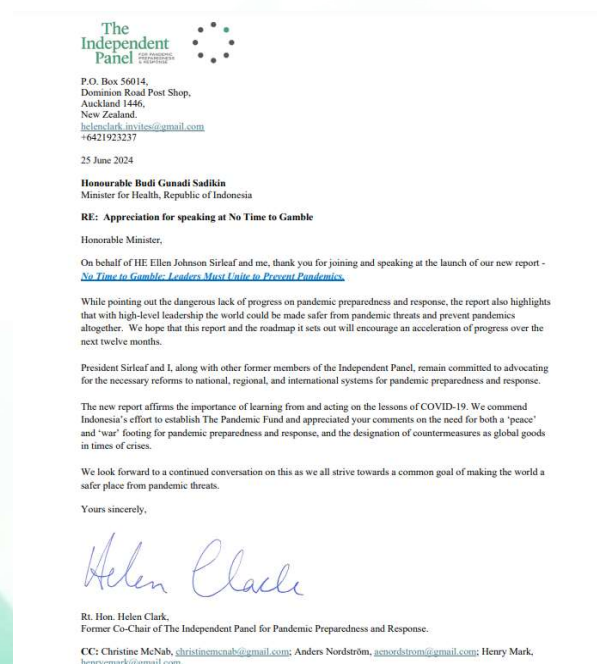 The
Independent
Panel FOR PANDEMIC
PREPAREDNESS
& RESPONSE
P.O. Box 56014,
Dominion Road Post Shop,
Auckland 1446,
New Zealand.
helenclark.invites@gmail.com
+6421923237
25 June 2024
Honourable Budi Gunadi Sadikin
Minister for Health, Republic of Indonesia
RE: Appreciation for speaking at No Time to Gamble
Honorable Minister,
On behalf of HE Ellen Johnson Sirleaf and me, thank you for joining and speaking at the launch of our new report -
No Time to Gamble: Leaders Must Unite to Prevent Pandemics.
While pointing out the dangerous lack of progress on pandemic preparedness and response, the report also highlights
that with high-level leadership the world could be made safer from pandemic threats and prevent pandemics
altogether. We hope that this report and the roadmap it sets out will encourage an acceleration of progress over the
next twelve months.
President Sirleaf and I, along with other former members of the Independent Panel, remain committed to advocating
for the necessary reforms to national, regional, and international systems for pandemic preparedness and response.
The new report affirms the importance of learning from and acting on the lessons of COVID-19. We commend
Indonesia's effort to establish The Pandemic Fund and appreciated your comments on the need for both a 'peace'
and 'war' footing for pandemic preparedness and response, and the designation of countermeasures as global goods
in times of crises.
We look forward to a continued conversation on this as we all strive towards a common goal of making the world a
safer place from pandemic threats.
Yours sincerely,
Helen Clark
Rt. Hon. Helen Clark,
Former Co-Chair of The Independent Panel for Pandemic Preparedness and Response.
CC: Christine McNab, christinemcnab@gmail.com; Anders Nordström, aenordstrom@gmail.com; Henry Mark,
henryemark@gmail.com